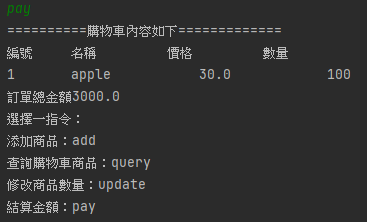 pay
==========購物車內容如下=============
編號 名稱 價格 數量
1 apple 30.0 100
訂單總金額3000.0
選擇一指令：
添加商品：add
查詢購物車商品：query
修改商品數量：update
結算金額：pay